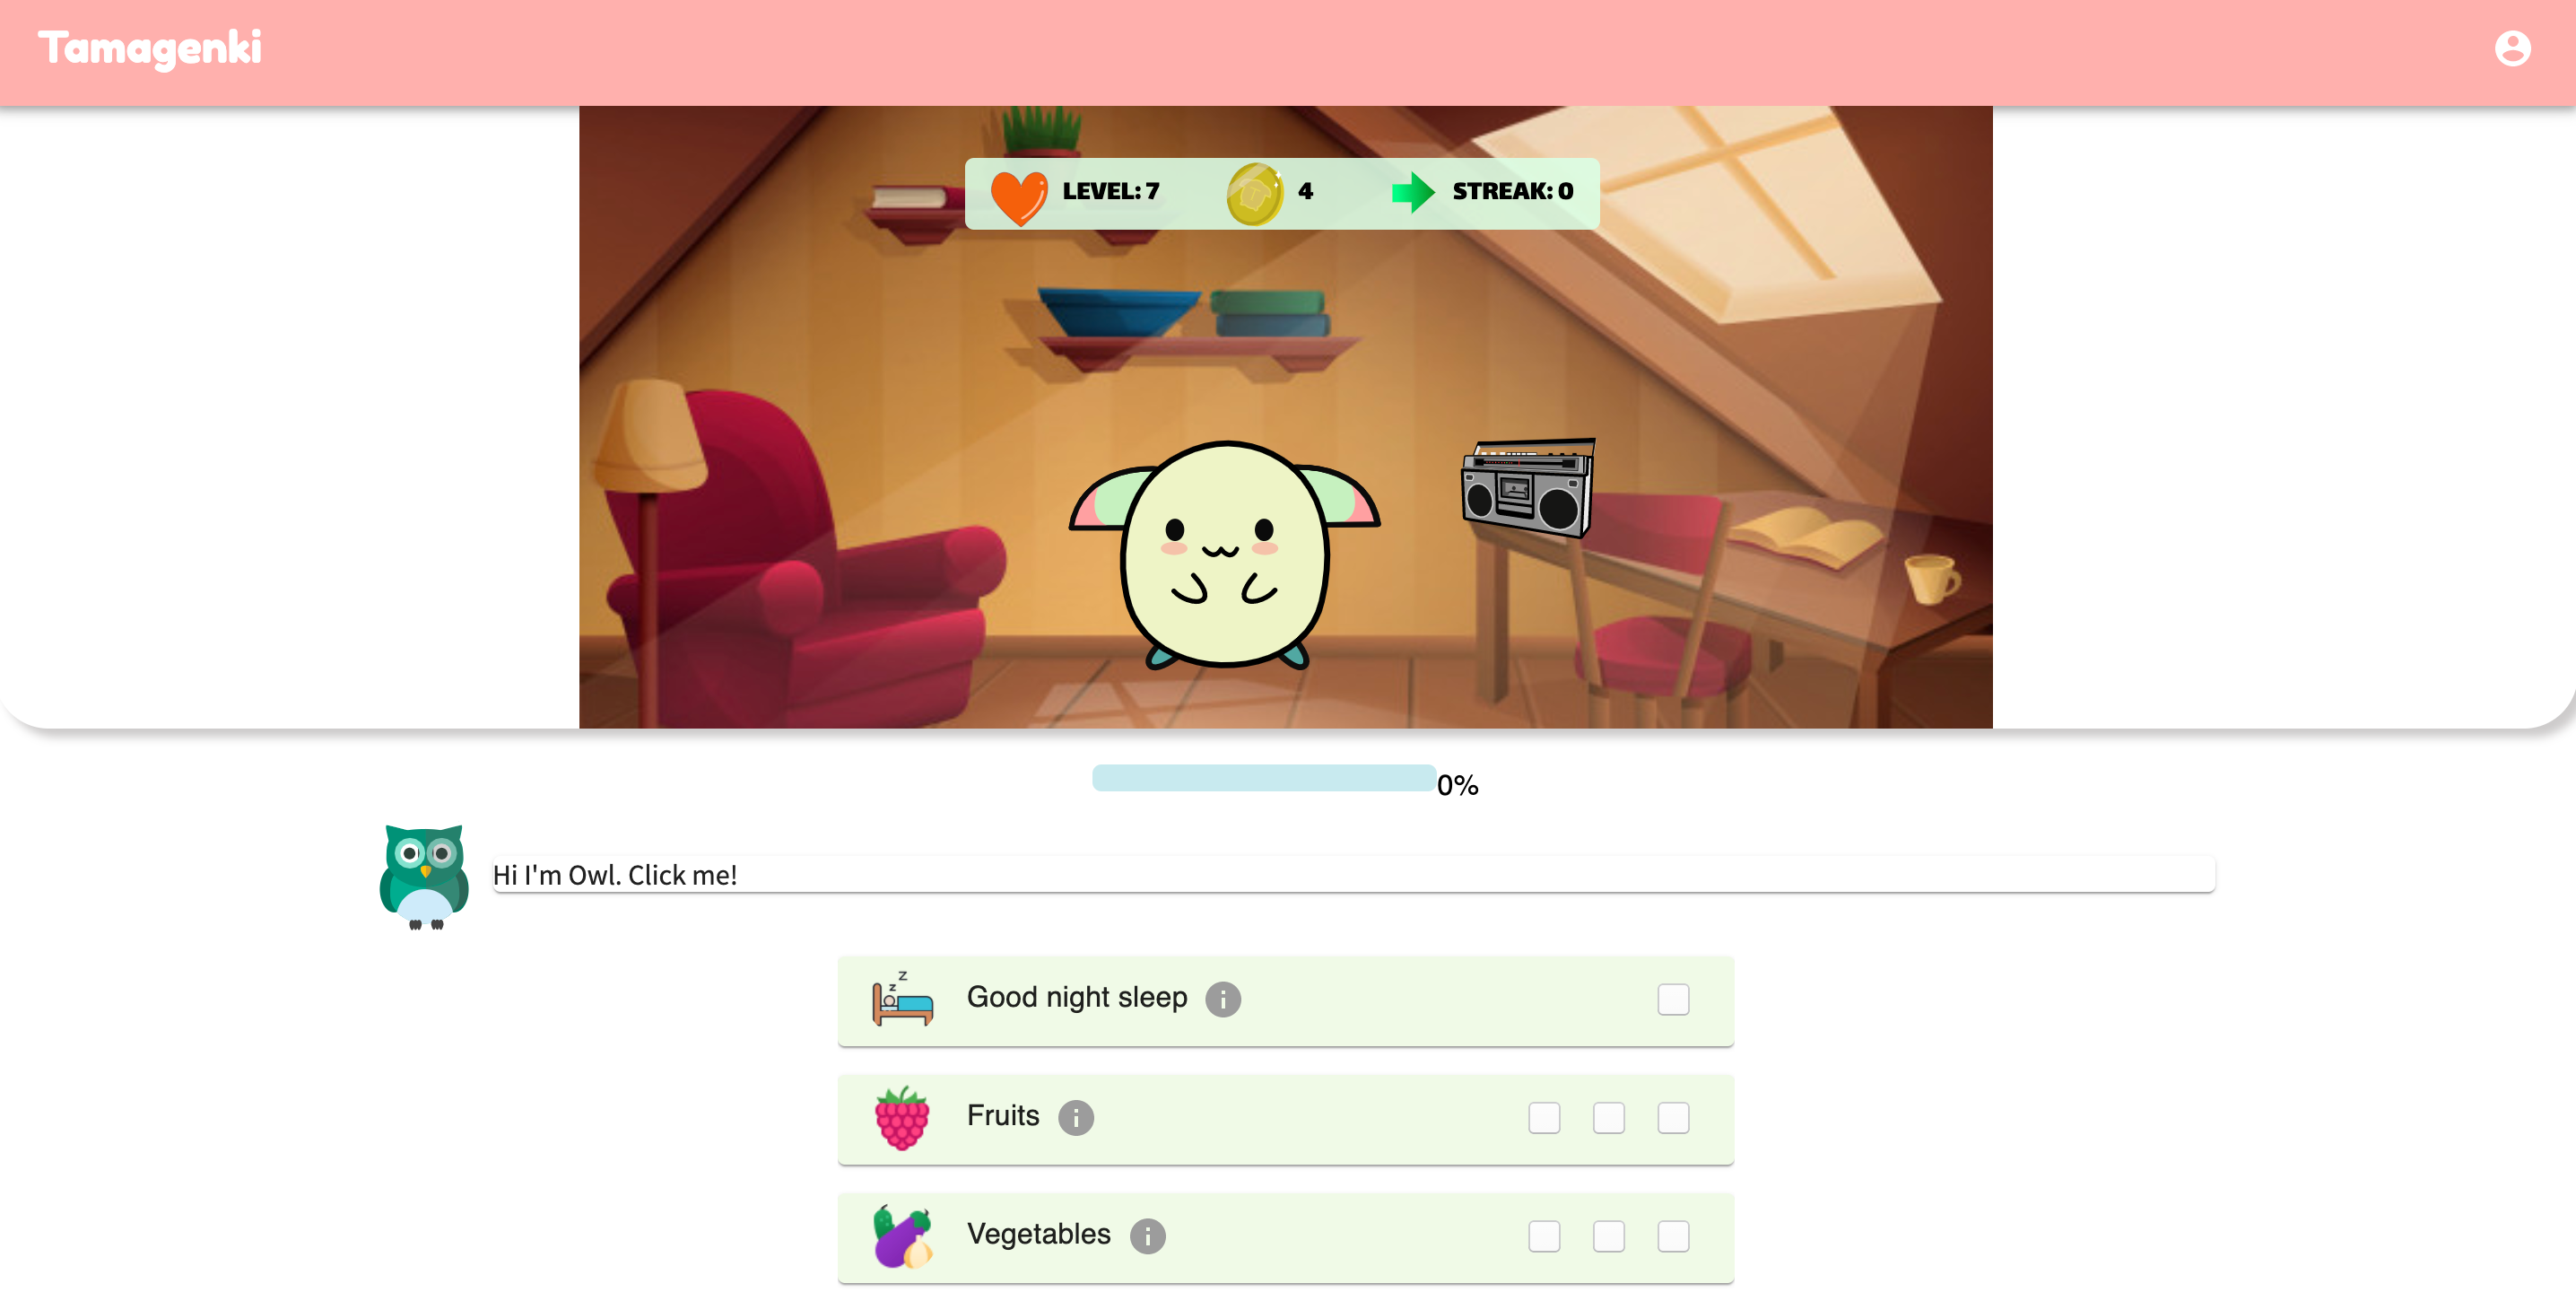 Tamagenki
LEVEL: 7 4 STREAK: 0
0%
Hi I'm Owl. Click me!
Good night sleep
Fruits
Vegetables